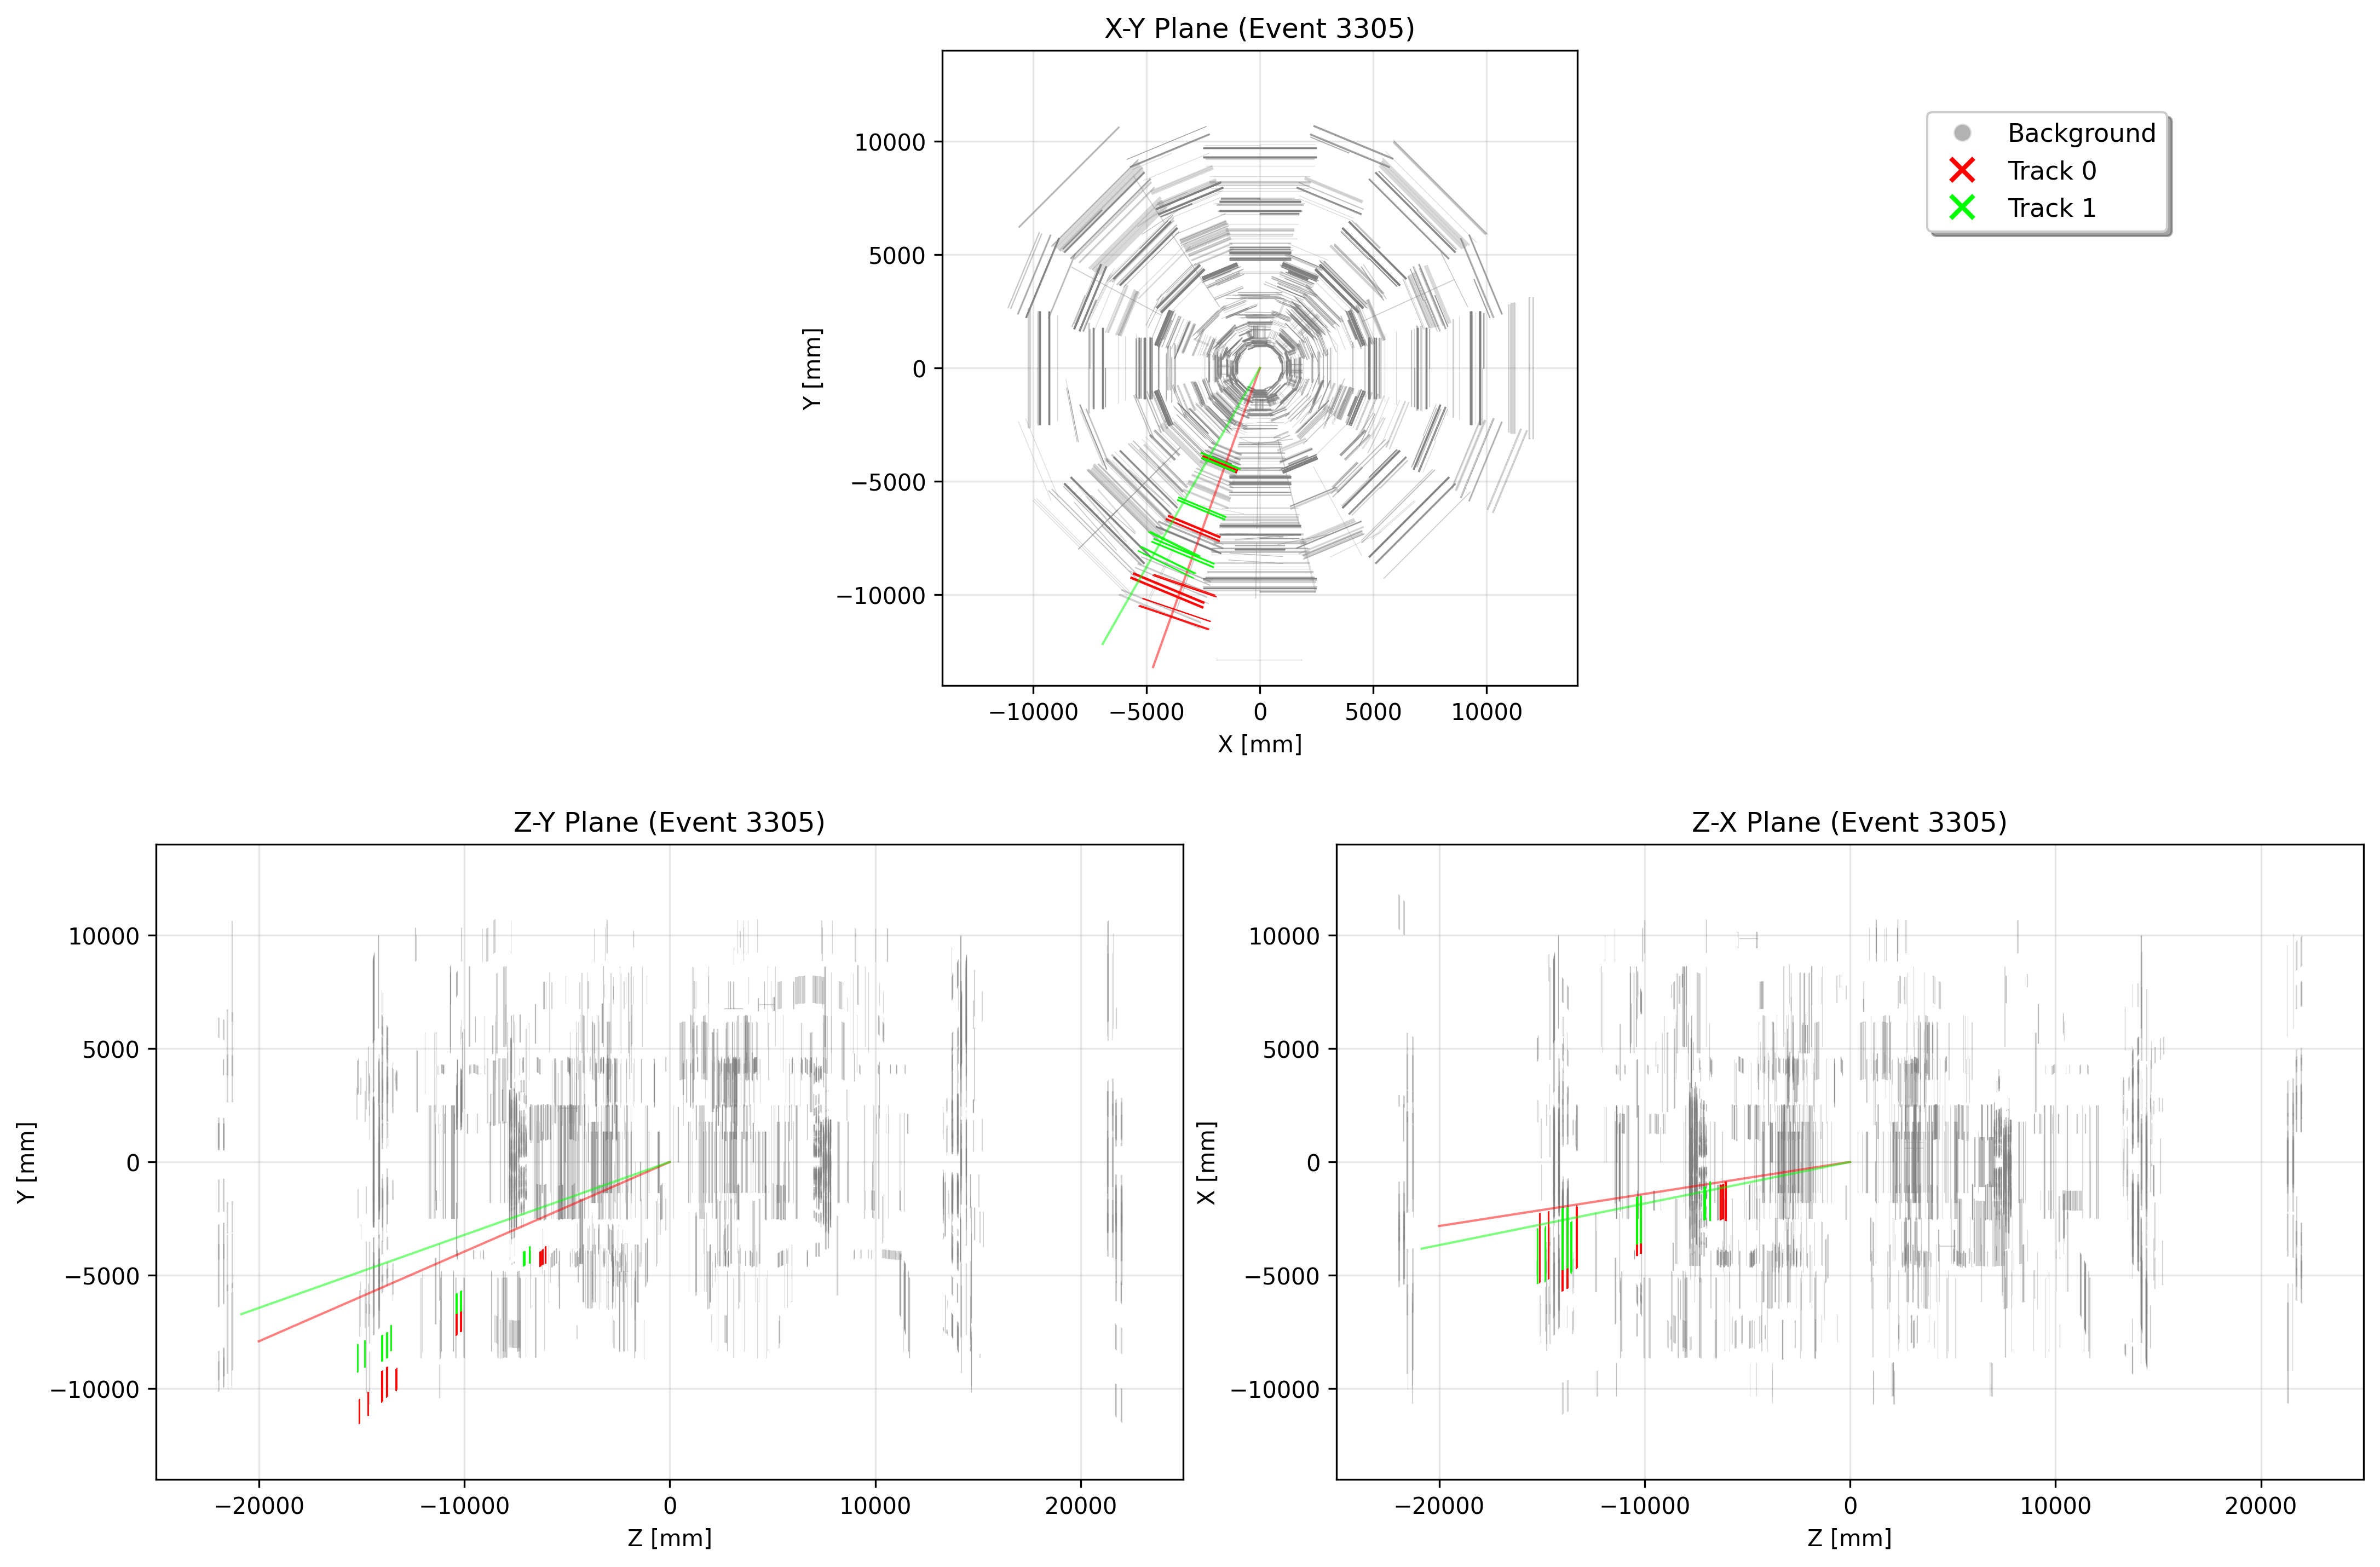 X-Y Plane (Event 3305)
Background
Track 0
Track 1
10000
5000
0
−5000
−10000
Y [mm]
−10000 −5000 0 5000 10000
X [mm]
Z-Y Plane (Event 3305)
10000
5000
0
−5000
−10000
Y [mm]
−20000 −10000 0 10000 20000
Z [mm]
Z-X Plane (Event 3305)
10000
5000
0
−5000
−10000
X [mm]
−20000 −10000 0 10000 20000
Z [mm]